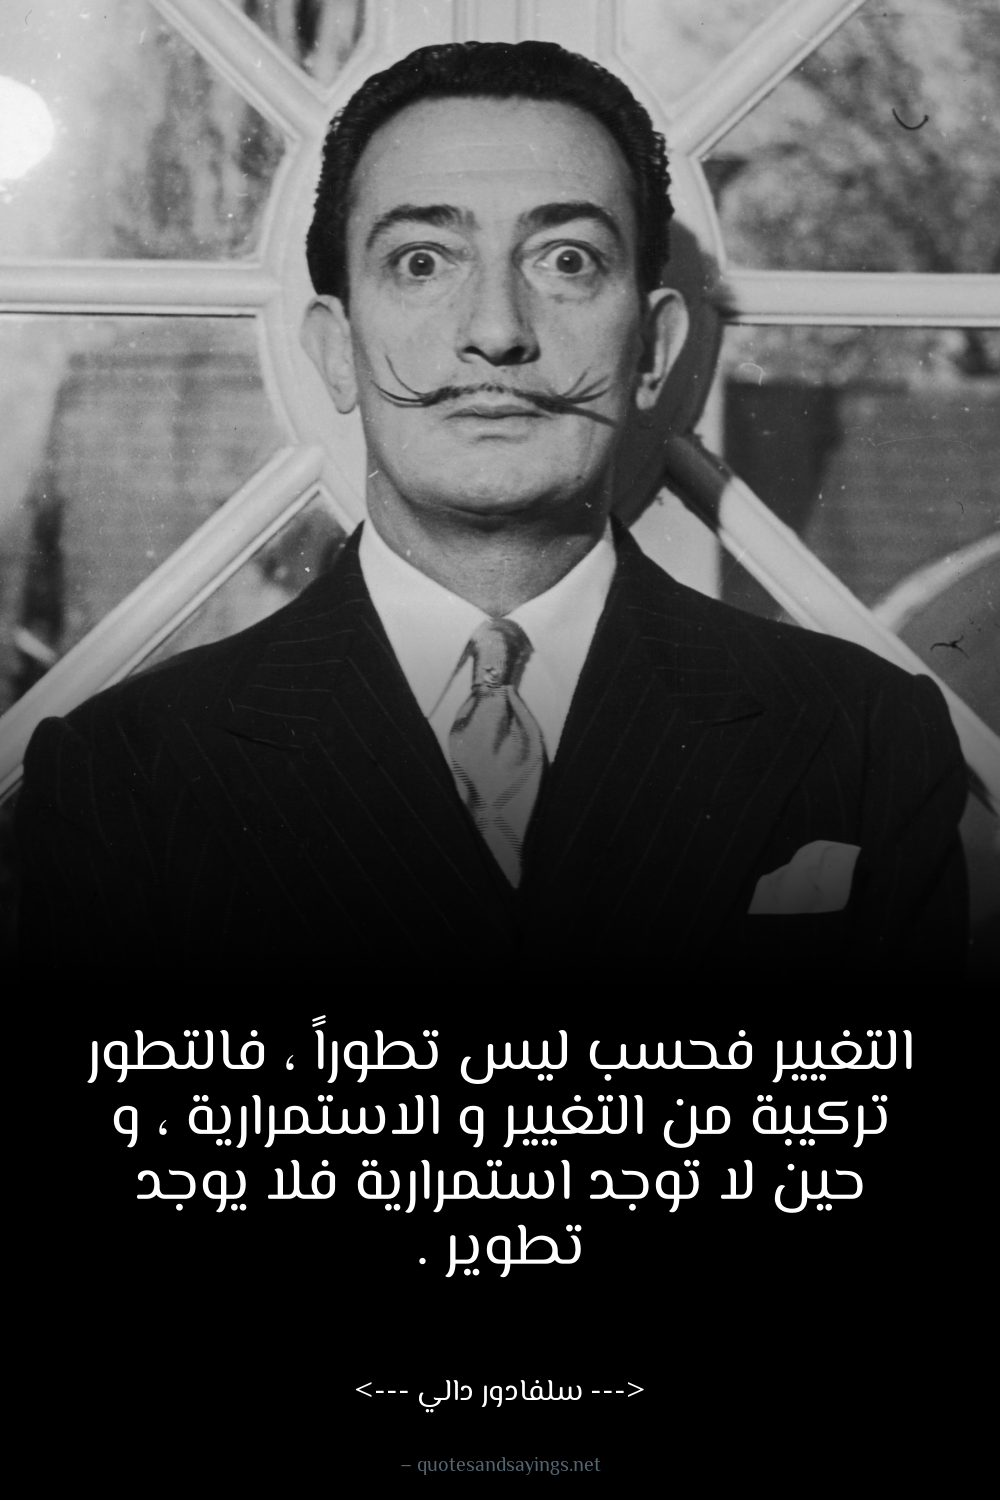 التغيير فحسب ليس تطوراً ، فالتطور
تركيبة من التغيير و الاستمرارية ، و
حين لا توجد استمرارية فلا يوجد
تطوير .
<--- سلفادور دالي --->
– quotesandsayings.net